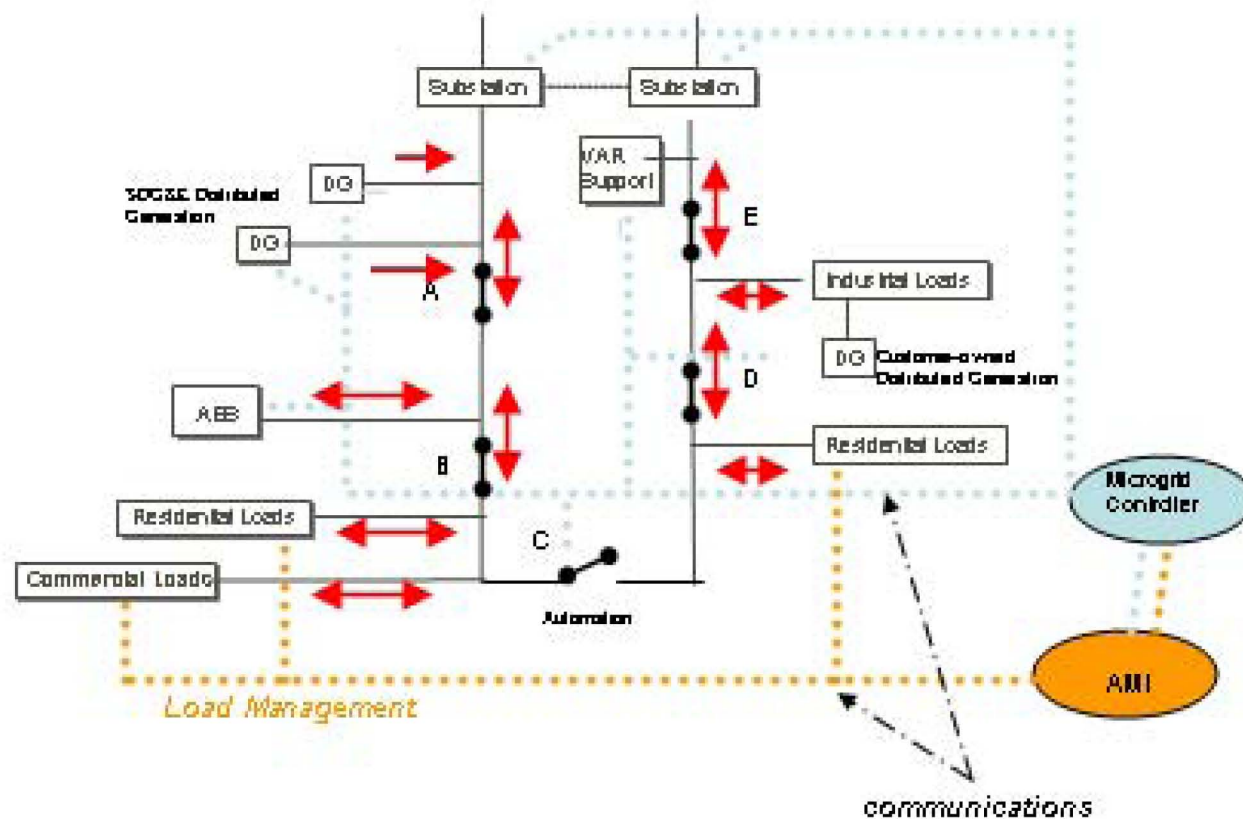 Substation
Substation
VAR
Support
DG
SDG&E Distributed
Generation
DG
E
A
Industrial Loads
DG
Customer-owned
Distributed Generation
D
AES
B
Residential Loads
Residential Loads
Microgrid
Controller
C
Commercial Loads
Automation
AMI
Load Management
communications